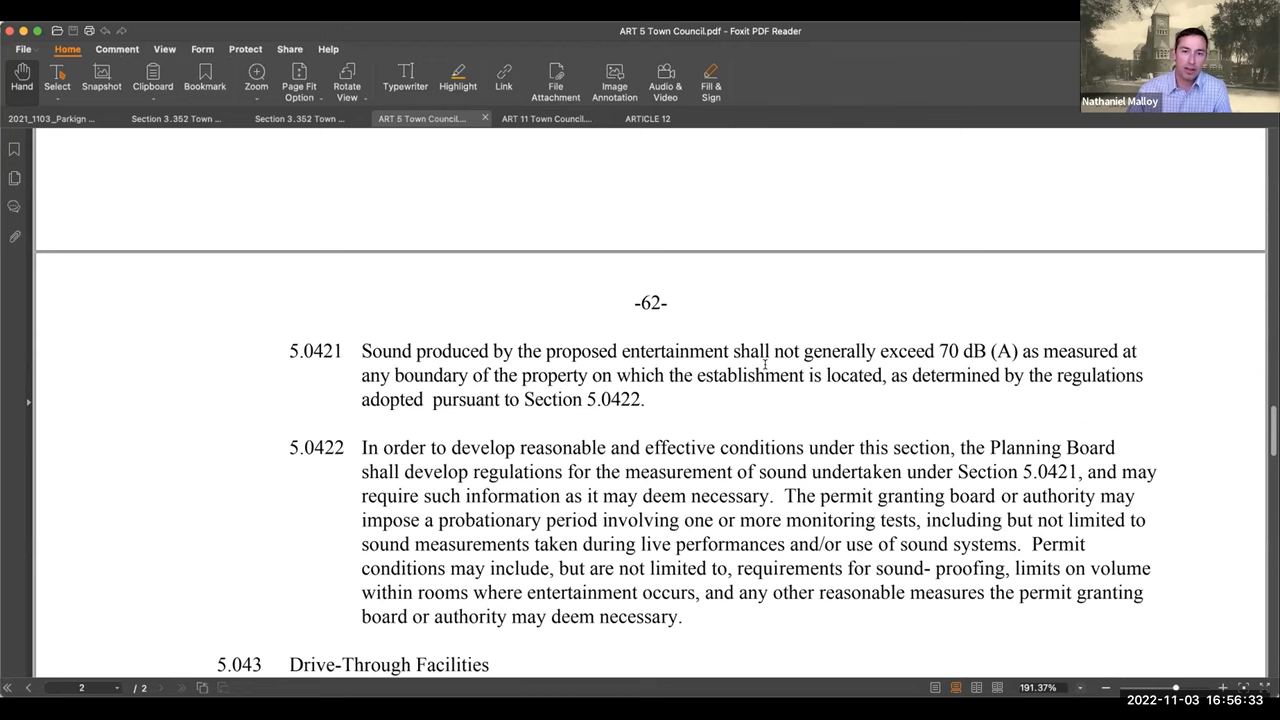 ART 5 Town Council.pdf - Foxit PDF Reader
File Home Comment View Form Protect Share Help
Hand Select Snapshot Clipboard Bookmark Zoom Page Fit Option Rotate View Typewriter Highlight Link File Attachment Image Annotation Audio & Video Fill & Sign
Nathaniel Malloy
2021_1103_Parkign ... Section 3.352 Town ... Section 3.352 Town ... ART 5 Town Council.... ART 11 Town Council.... ARTICLE 12
-62-
5.0421 Sound produced by the proposed entertainment shall not generally exceed 70 dB (A) as measured at
any boundary of the property on which the establishment is located, as determined by the regulations
adopted pursuant to Section 5.0422.
5.0422 In order to develop reasonable and effective conditions under this section, the Planning Board
shall develop regulations for the measurement of sound undertaken under Section 5.0421, and may
require such information as it may deem necessary. The permit granting board or authority may
impose a probationary period involving one or more monitoring tests, including but not limited to
sound measurements taken during live performances and/or use of sound systems. Permit
conditions may include, but are not limited to, requirements for sound- proofing, limits on volume
within rooms where entertainment occurs, and any other reasonable measures the permit granting
board or authority may deem necessary.
5.043 Drive-Through Facilities
2 / 2 191.37%
2022-11-03 16:56:33